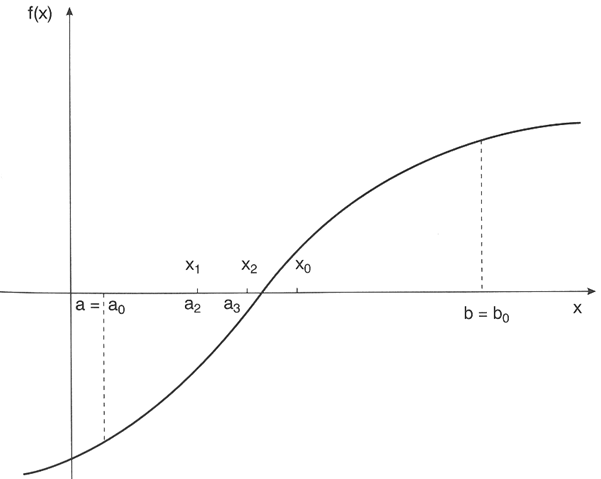 f(x)
x₁ x₂ x₀
a = a₀ a₂ a₃
b = b₀ x